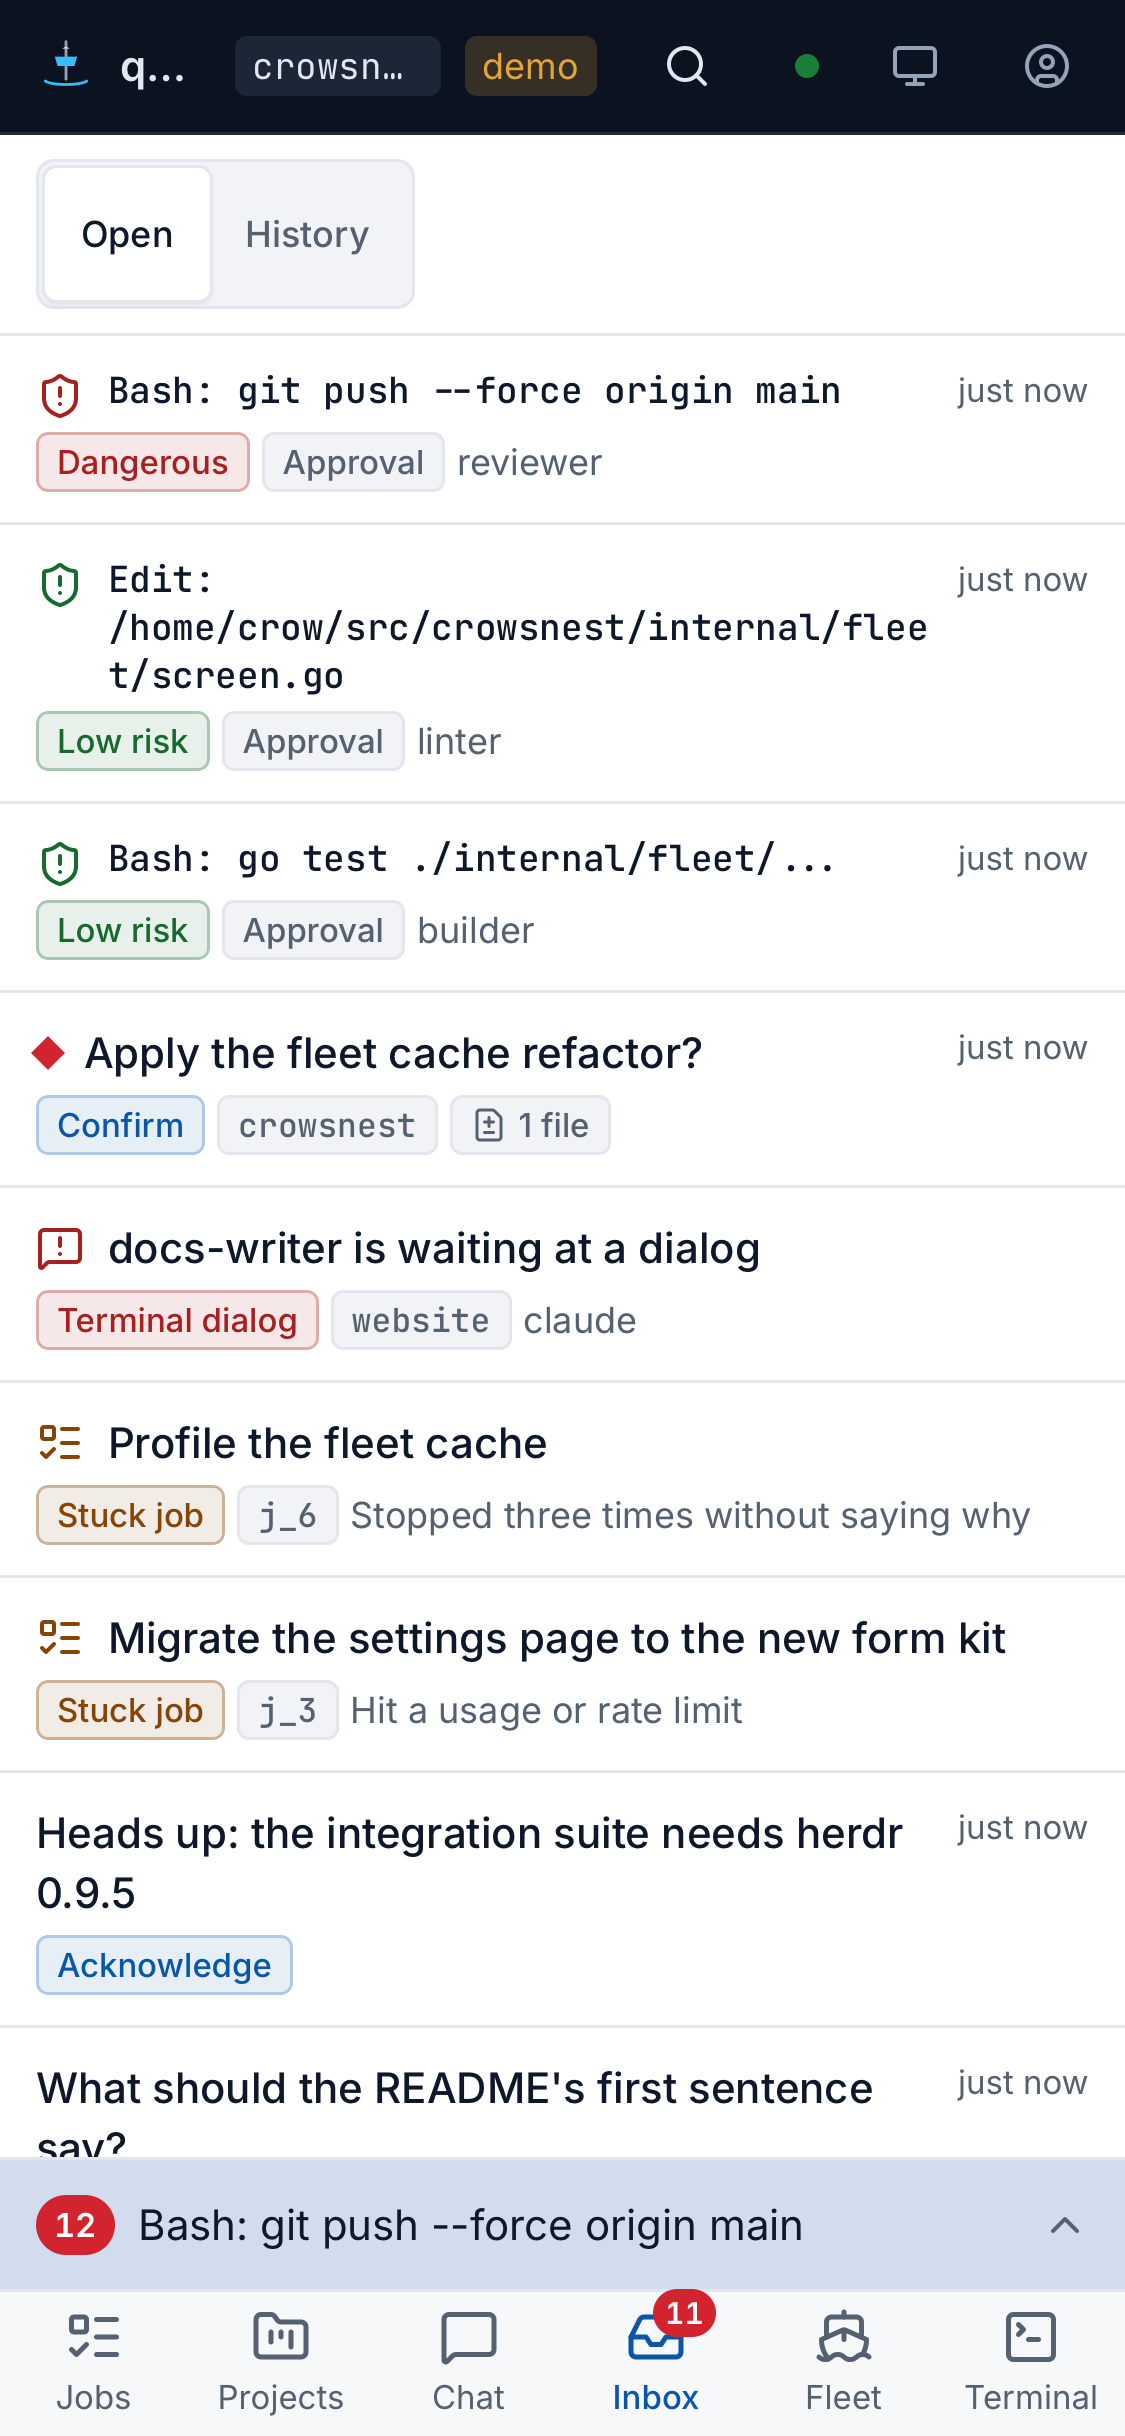 q...
crowsn...
demo
Open
History
Bash: git push --force origin main
just now
Dangerous
Approval
reviewer
Edit:
/home/crow/src/crowsnest/internal/flee
t/screen.go
just now
Low risk
Approval
linter
Bash: go test ./internal/fleet/...
just now
Low risk
Approval
builder
Apply the fleet cache refactor?
just now
Confirm
crowsnest
1 file
docs-writer is waiting at a dialog
Terminal dialog
website
claude
Profile the fleet cache
Stuck job
j_6
Stopped three times without saying why
Migrate the settings page to the new form kit
Stuck job
j_3
Hit a usage or rate limit
Heads up: the integration suite needs herdr
0.9.5
just now
Acknowledge
What should the README's first sentence
say?
just now
12
Bash: git push --force origin main
Jobs
Projects
Chat
11
Inbox
Fleet
Terminal